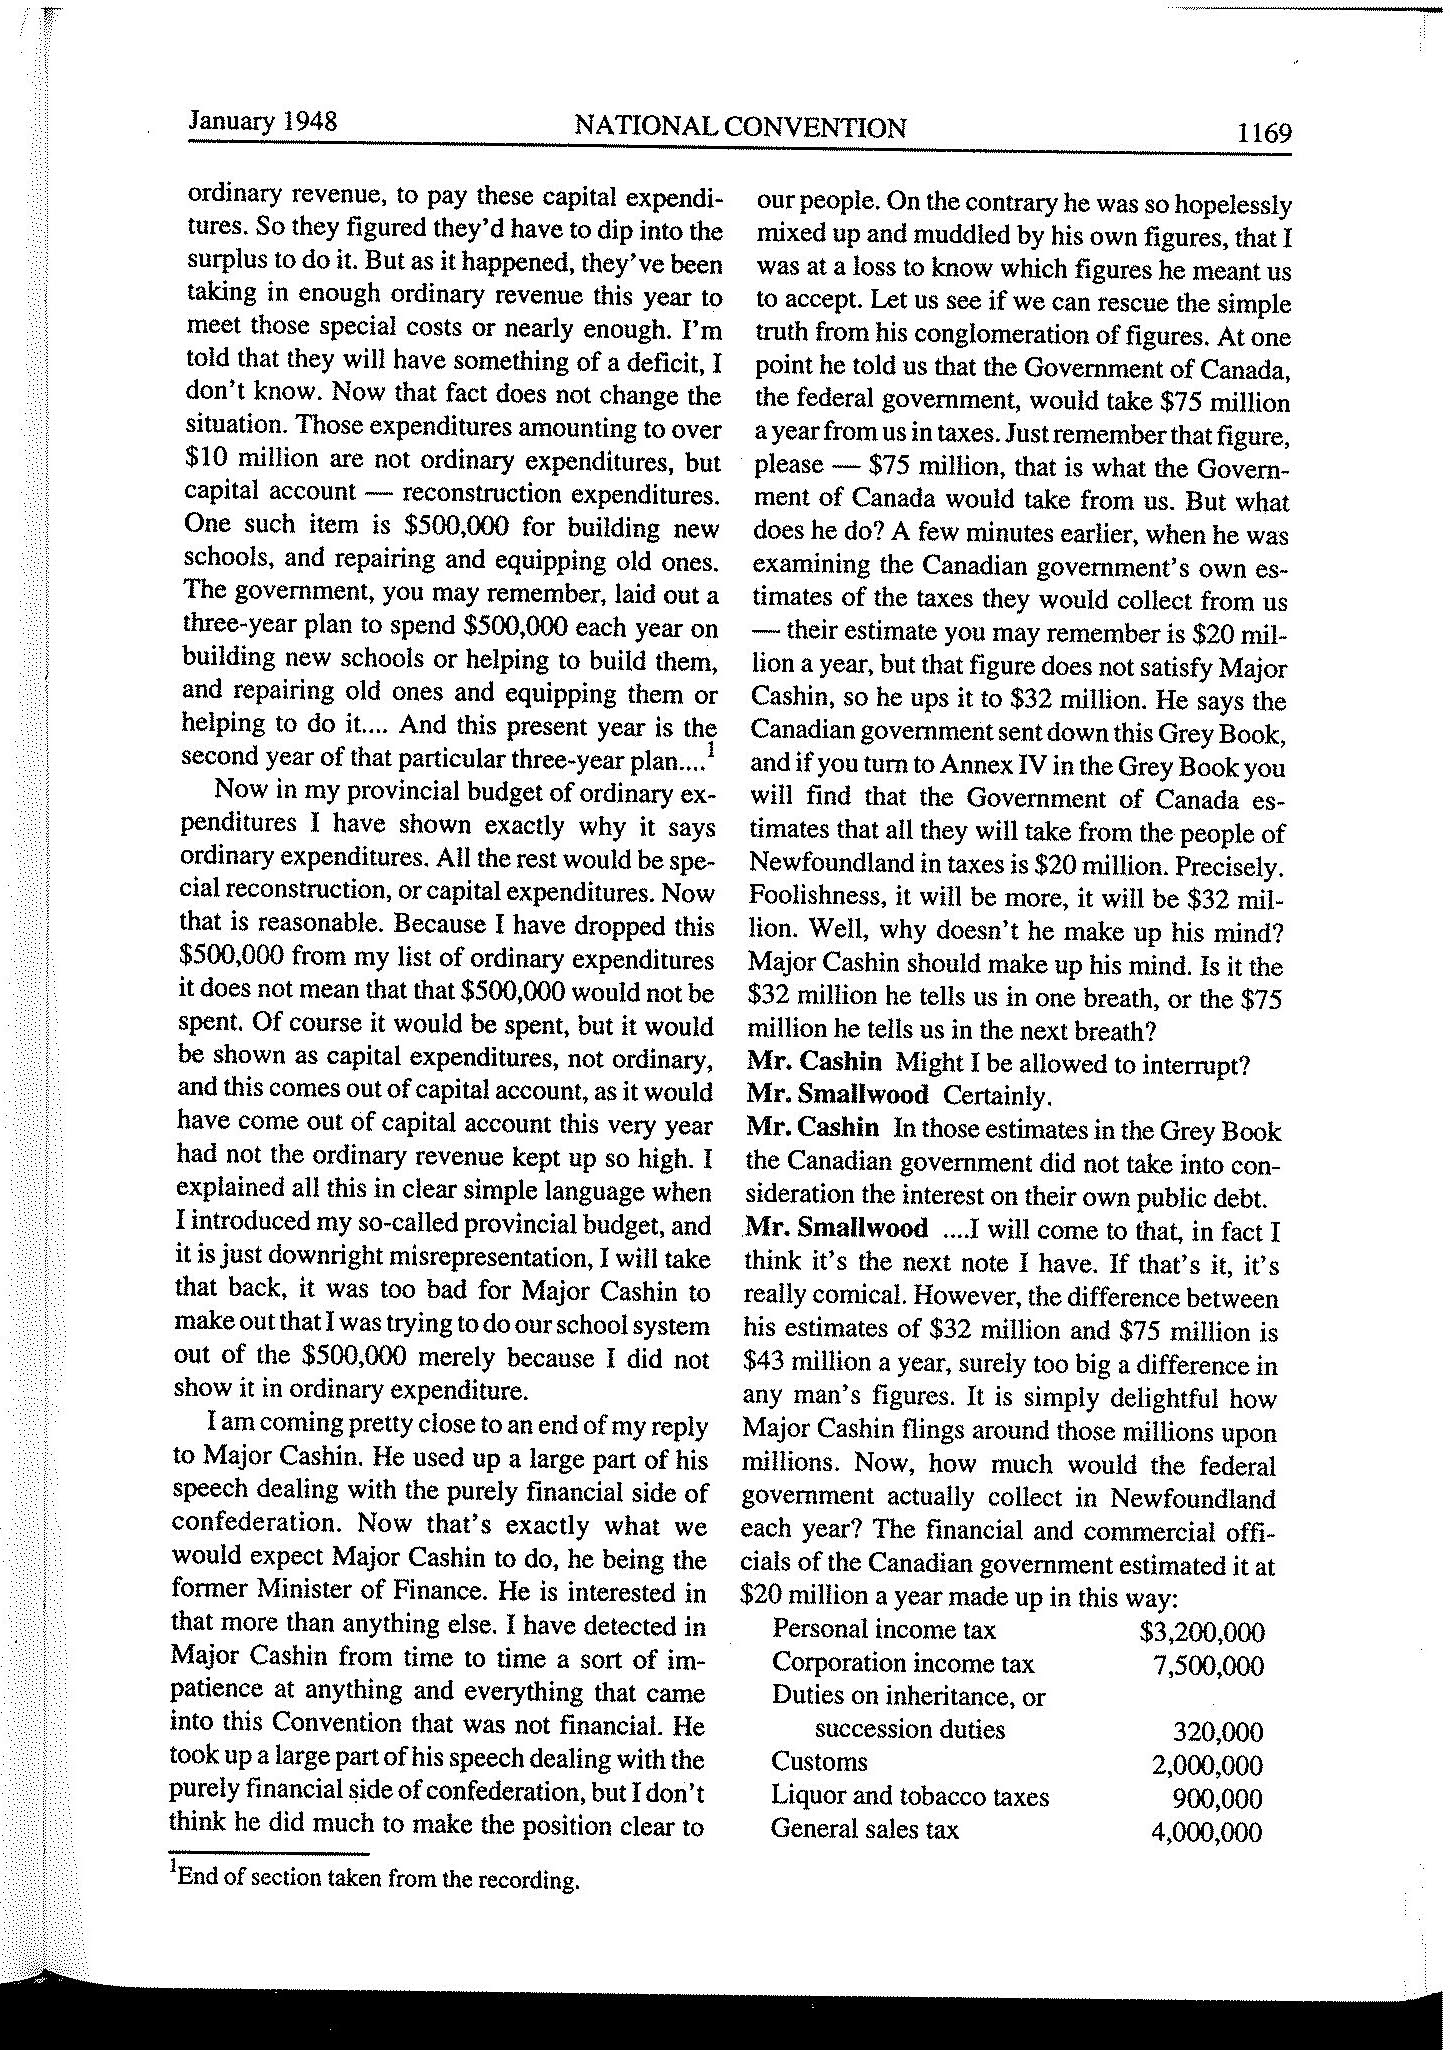 January 1948
NATIONAL CONVENTION
1169
ordinary revenue, to pay these capital expendi-
tures. So they figured they'd have to dip into the
surplus to do it. But as it happened, they've been
taking in enough ordinary revenue this year to
meet those special costs or nearly enough. I'm
told that they will have something of a deficit, I
don't know. Now that fact does not change the
situation. Those expenditures amounting to over
$10 million are not ordinary expenditures, but
capital account — reconstruction expenditures.
One such item is $500,000 for building new
schools, and repairing and equipping old ones.
The government, you may remember, laid out a
three-year plan to spend $500,000 each year on
building new schools or helping to build them,
and repairing old ones and equipping them or
helping to do it.... And this present year is the
second year of that particular three-year plan....1
Now in my provincial budget of ordinary ex-
penditures I have shown exactly why it says
ordinary expenditures. All the rest would be spe-
cial reconstruction, or capital expenditures. Now
that is reasonable. Because I have dropped this
$500,000 from my list of ordinary expenditures
it does not mean that that $500,000 would not be
spent. Of course it would be spent, but it would
be shown as capital expenditures, not ordinary,
and this comes out of capital account, as it would
have come out of capital account this very year
had not the ordinary revenue kept up so high. I
explained all this in clear simple language when
I introduced my so-called provincial budget, and
it is just downright misrepresentation, I will take
that back, it was too bad for Major Cashin to
make out that I was trying to do our school system
out of the $500,000 merely because I did not
show it in ordinary expenditure.
I am coming pretty close to an end of my reply
to Major Cashin. He used up a large part of his
speech dealing with the purely financial side of
confederation. Now that's exactly what we
would expect Major Cashin to do, he being the
former Minister of Finance. He is interested in
that more than anything else. I have detected in
Major Cashin from time to time a sort of im-
patience at anything and everything that came
into this Convention that was not financial. He
took up a large part of his speech dealing with the
purely financial side of confederation, but I don't
think he did much to make the position clear to
1End of section taken from the recording.
our people. On the contrary he was so hopelessly
mixed up and muddled by his own figures, that I
was at a loss to know which figures he meant us
to accept. Let us see if we can rescue the simple
truth from his conglomeration of figures. At one
point he told us that the Government of Canada,
the federal government, would take $75 million
a year from us in taxes. Just remember that figure,
please — $75 million, that is what the Govern-
ment of Canada would take from us. But what
does he do? A few minutes earlier, when he was
examining the Canadian government's own es-
timates of the taxes they would collect from us
— their estimate you may remember is $20 mil-
lion a year, but that figure does not satisfy Major
Cashin, so he ups it to $32 million. He says the
Canadian government sent down this Grey Book,
and if you turn to Annex IV in the Grey Book you
will find that the Government of Canada es-
timates that all they will take from the people of
Newfoundland in taxes is $20 million. Precisely.
Foolishness, it will be more, it will be $32 mil-
lion. Well, why doesn't he make up his mind?
Major Cashin should make up his mind. Is it the
$32 million he tells us in one breath, or the $75
million he tells us in the next breath?
Mr. Cashin Might I be allowed to interrupt?
Mr. Smallwood Certainly.
Mr. Cashin In those estimates in the Grey Book
the Canadian government did not take into con-
sideration the interest on their own public debt.
Mr. Smallwood ....I will come to that, in fact I
think it's the next note I have. If that's it, it's
really comical. However, the difference between
his estimates of $32 million and $75 million is
$43 million a year, surely too big a difference in
any man's figures. It is simply delightful how
Major Cashin flings around those millions upon
millions. Now, how much would the federal
government actually collect in Newfoundland
each year? The financial and commercial offi-
cials of the Canadian government estimated it at
$20 million a year made up in this way:
Personal income tax $3,200,000
Corporation income tax 7,500,000
Duties on inheritance, or
succession duties 320,000
Customs 2,000,000
Liquor and tobacco taxes 900,000
General sales tax 4,000,000